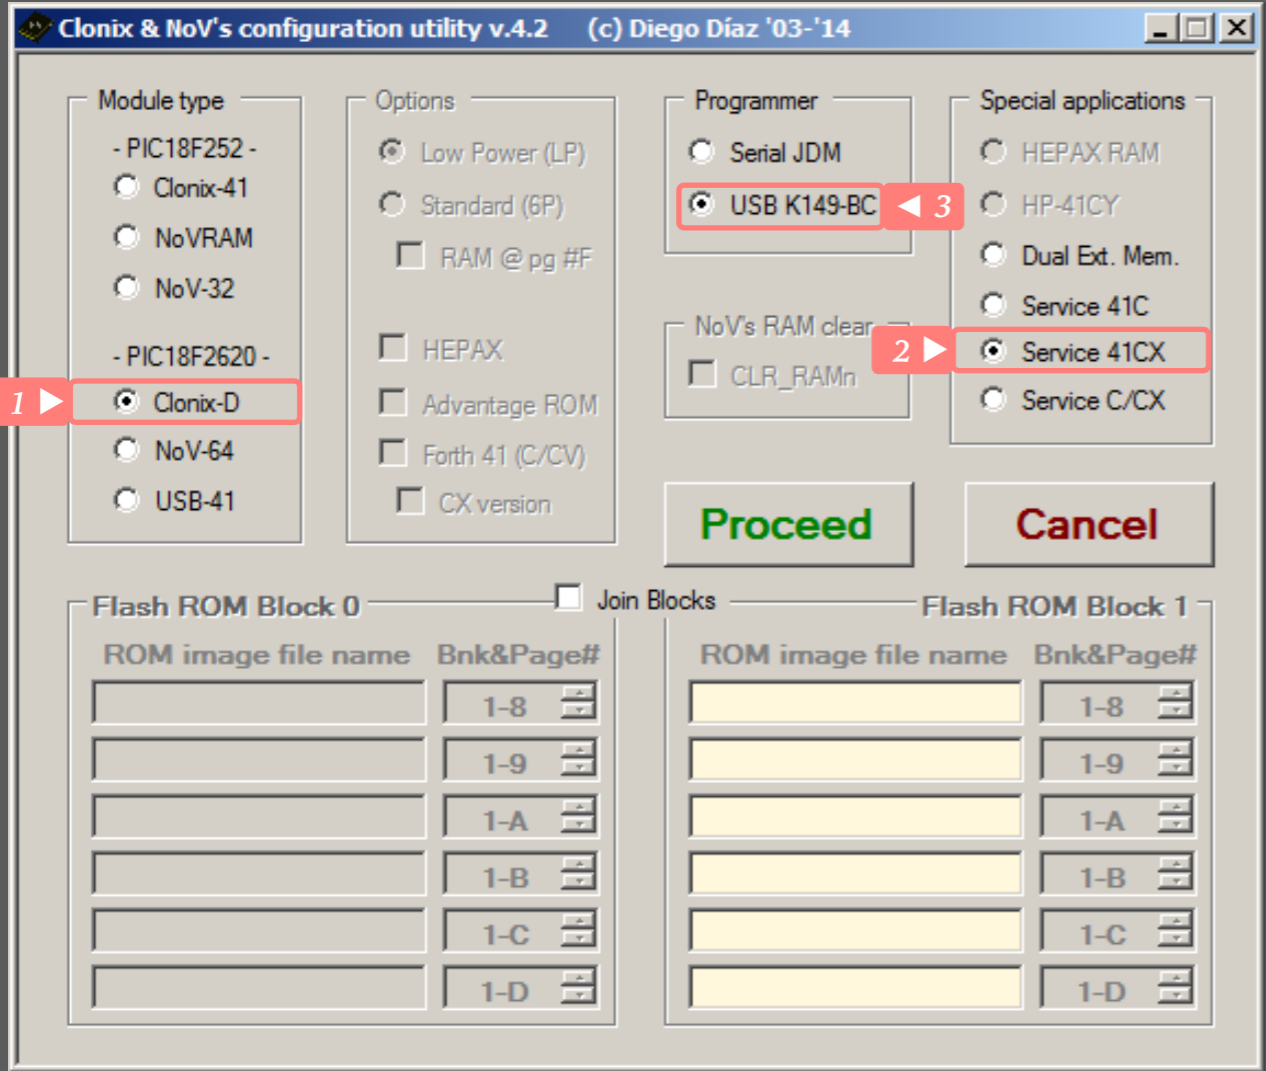 Clonix & NoV's configuration utility v.4.2 (c) Diego Díaz '03-'14
Module type
- PIC18F252 -
Clonix-41
NoVRAM
NoV-32
- PIC18F2620 -
1 ▶
Clonix-D
NoV-64
USB-41
Options
Low Power (LP)
Standard (6P)
RAM @ pg #F
HEPAX
Advantage ROM
Forth 41 (C/CV)
CX version
Programmer
Serial JDM
USB K149-BC
◀ 3
NoV's RAM clear
CLR_RAMn
Special applications
HEPAX RAM
HP-41CY
Dual Ext. Mem.
Service 41C
2 ▶
Service 41CX
Service C/CX
Proceed
Cancel
Join Blocks
Flash ROM Block 0
ROM image file name Bnk&Page#
1-8
1-9
1-A
1-B
1-C
1-D
Flash ROM Block 1
ROM image file name Bnk&Page#
1-8
1-9
1-A
1-B
1-C
1-D